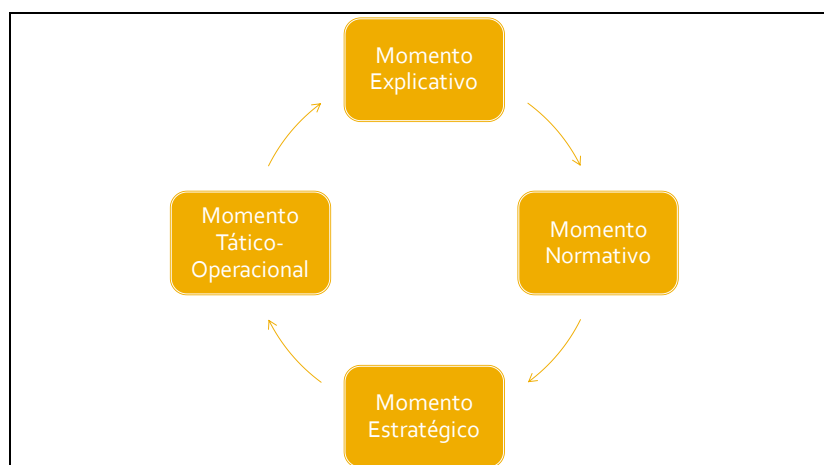 Momento
Explicativo
Momento
Normativo
Momento
Estratégico
Momento
Tático-
Operacional